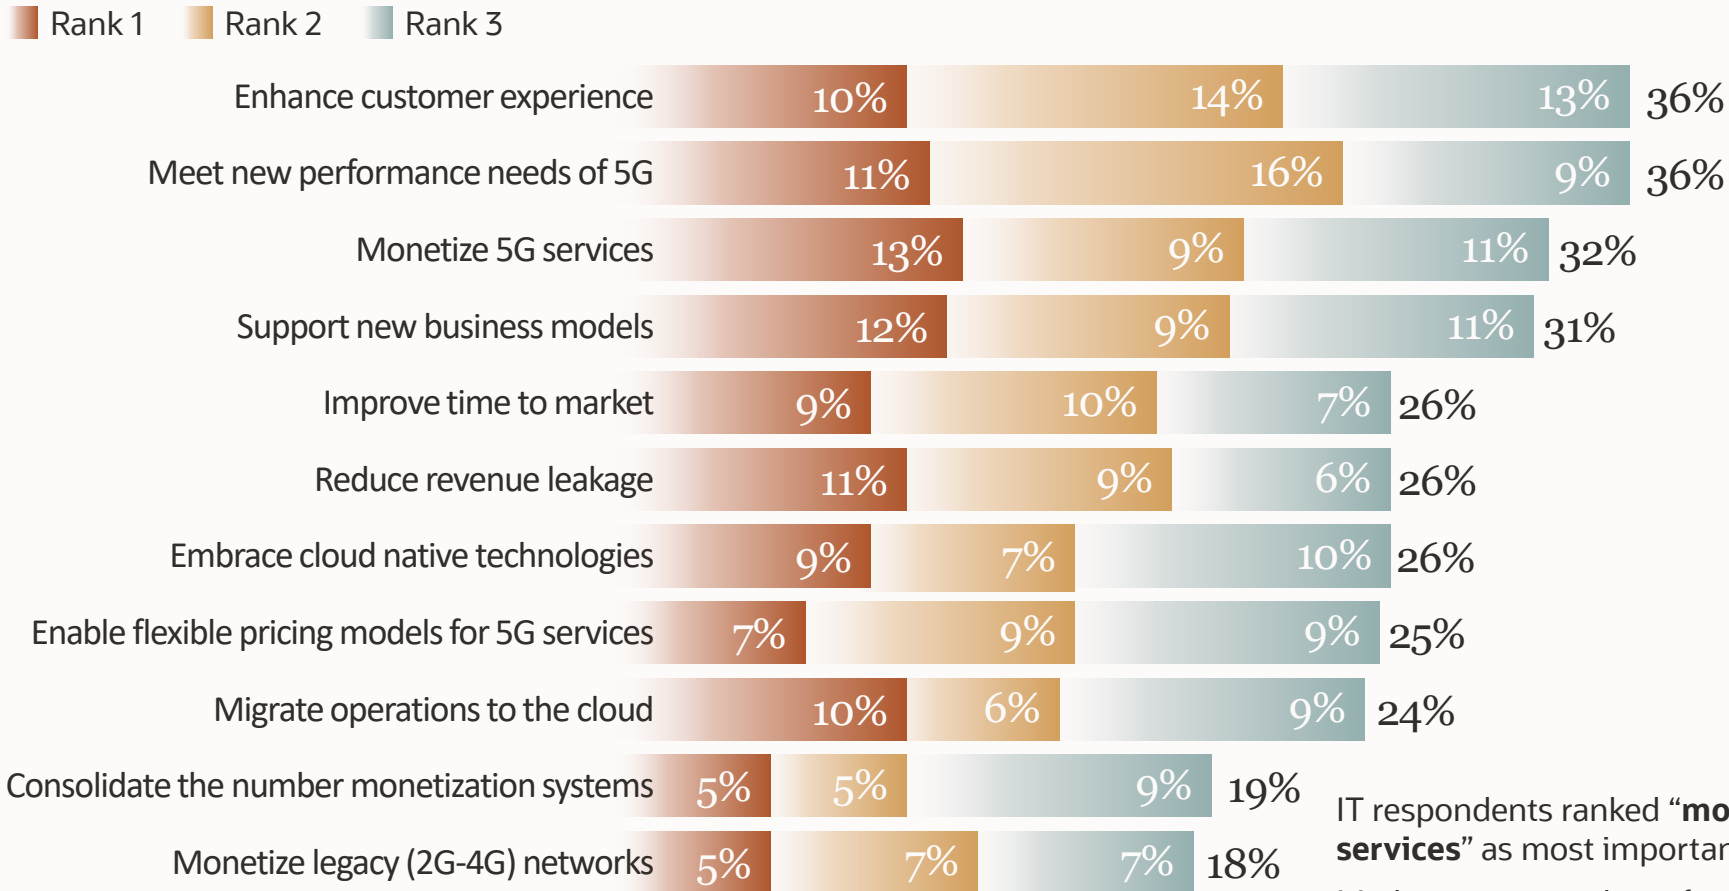 Rank 1 Rank 2 Rank 3
Enhance customer experience 10% 14% 13% 36%
Meet new performance needs of 5G 11% 16% 9% 36%
Monetize 5G services 13% 9% 11% 32%
Support new business models 12% 9% 11% 31%
Improve time to market 9% 10% 7% 26%
Reduce revenue leakage 11% 9% 6% 26%
Embrace cloud native technologies 9% 7% 10% 26%
Enable flexible pricing models for 5G services 7% 9% 9% 25%
Migrate operations to the cloud 10% 6% 9% 24%
Consolidate the number monetization systems 5% 5% 9% 19%
Monetize legacy (2G-4G) networks 5% 7% 7% 18%
IT respondents ranked “mo
services” as most importan